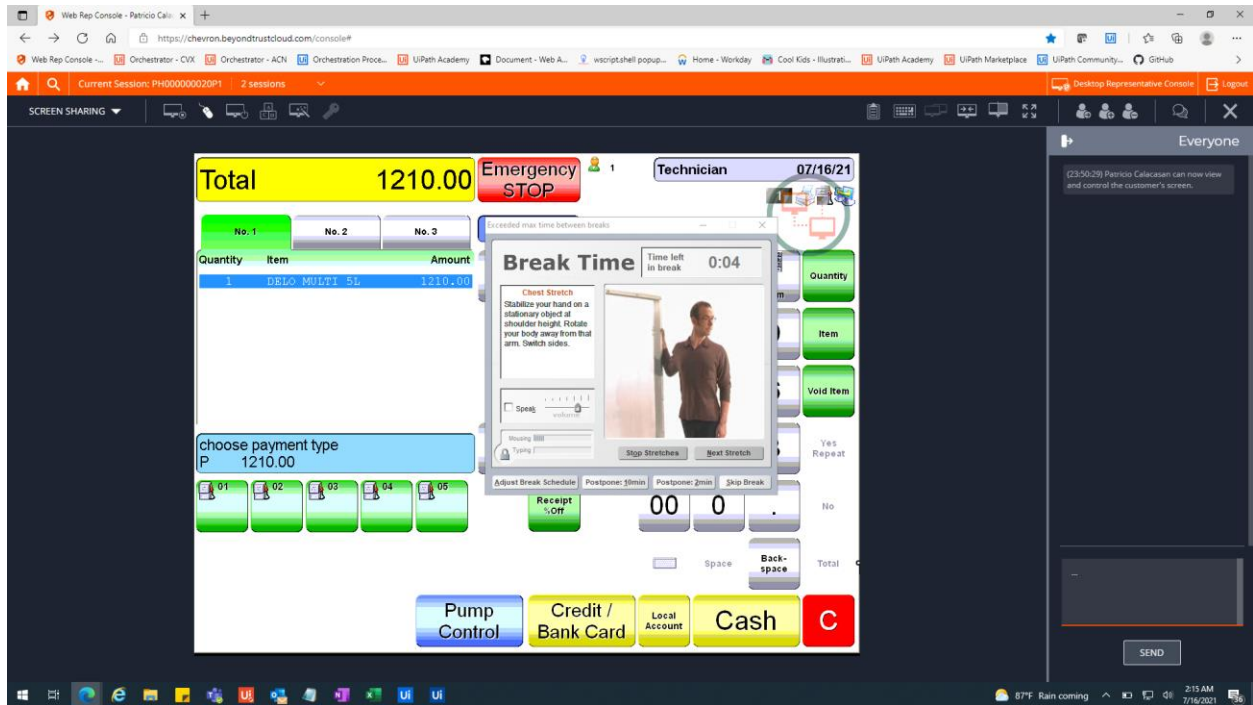 Web Rep Console - Patricio Cala
https://chevron.beyondtrustcloud.com/console#
Web Rep Console -...
Orchestrator - CVX
Orchestrator - ACN
Orchestration Proce...
UiPath Academy
Document - Web A...
wscript.shell popup...
Home - Workday
Cool Kids - Illustrati...
UiPath Academy
UiPath Marketplace
UiPath Community...
GitHub
Current Session: PH000000020P1
2 sessions
Desktop Representative Console
Logout
SCREEN SHARING
Everyone
(23:50:29) Patricio Calacasan can now view
and control the customer's screen.
Total 1210.00
Emergency
STOP
1
Technician 07/16/21
1
No. 1
No. 2
No. 3
Quantity Item Amount
1 DELO MULTI 5L 1210.00
Exceeded max time between breaks
Break Time
Time left
in break
0:04
Chest Stretch
Stabilize your hand on a
stationary object at
shoulder height. Rotate
your body away from that
arm. Switch sides.
Speak
volume
Mousing
Typing
Stop Stretches
Next Stretch
Adjust Break Schedule
Postpone: 10min
Postpone: 2min
Skip Break
Quantity
Item
Void Item
Yes
Repeat
No
choose payment type
P 1210.00
01
02
03
04
05
Receipt
%Off
00
0
.
Space
Back-
space
Total
Pump
Control
Credit /
Bank Card
Local
Account
Cash
C
...
SEND
87°F Rain coming
2:15 AM
7/16/2021
36